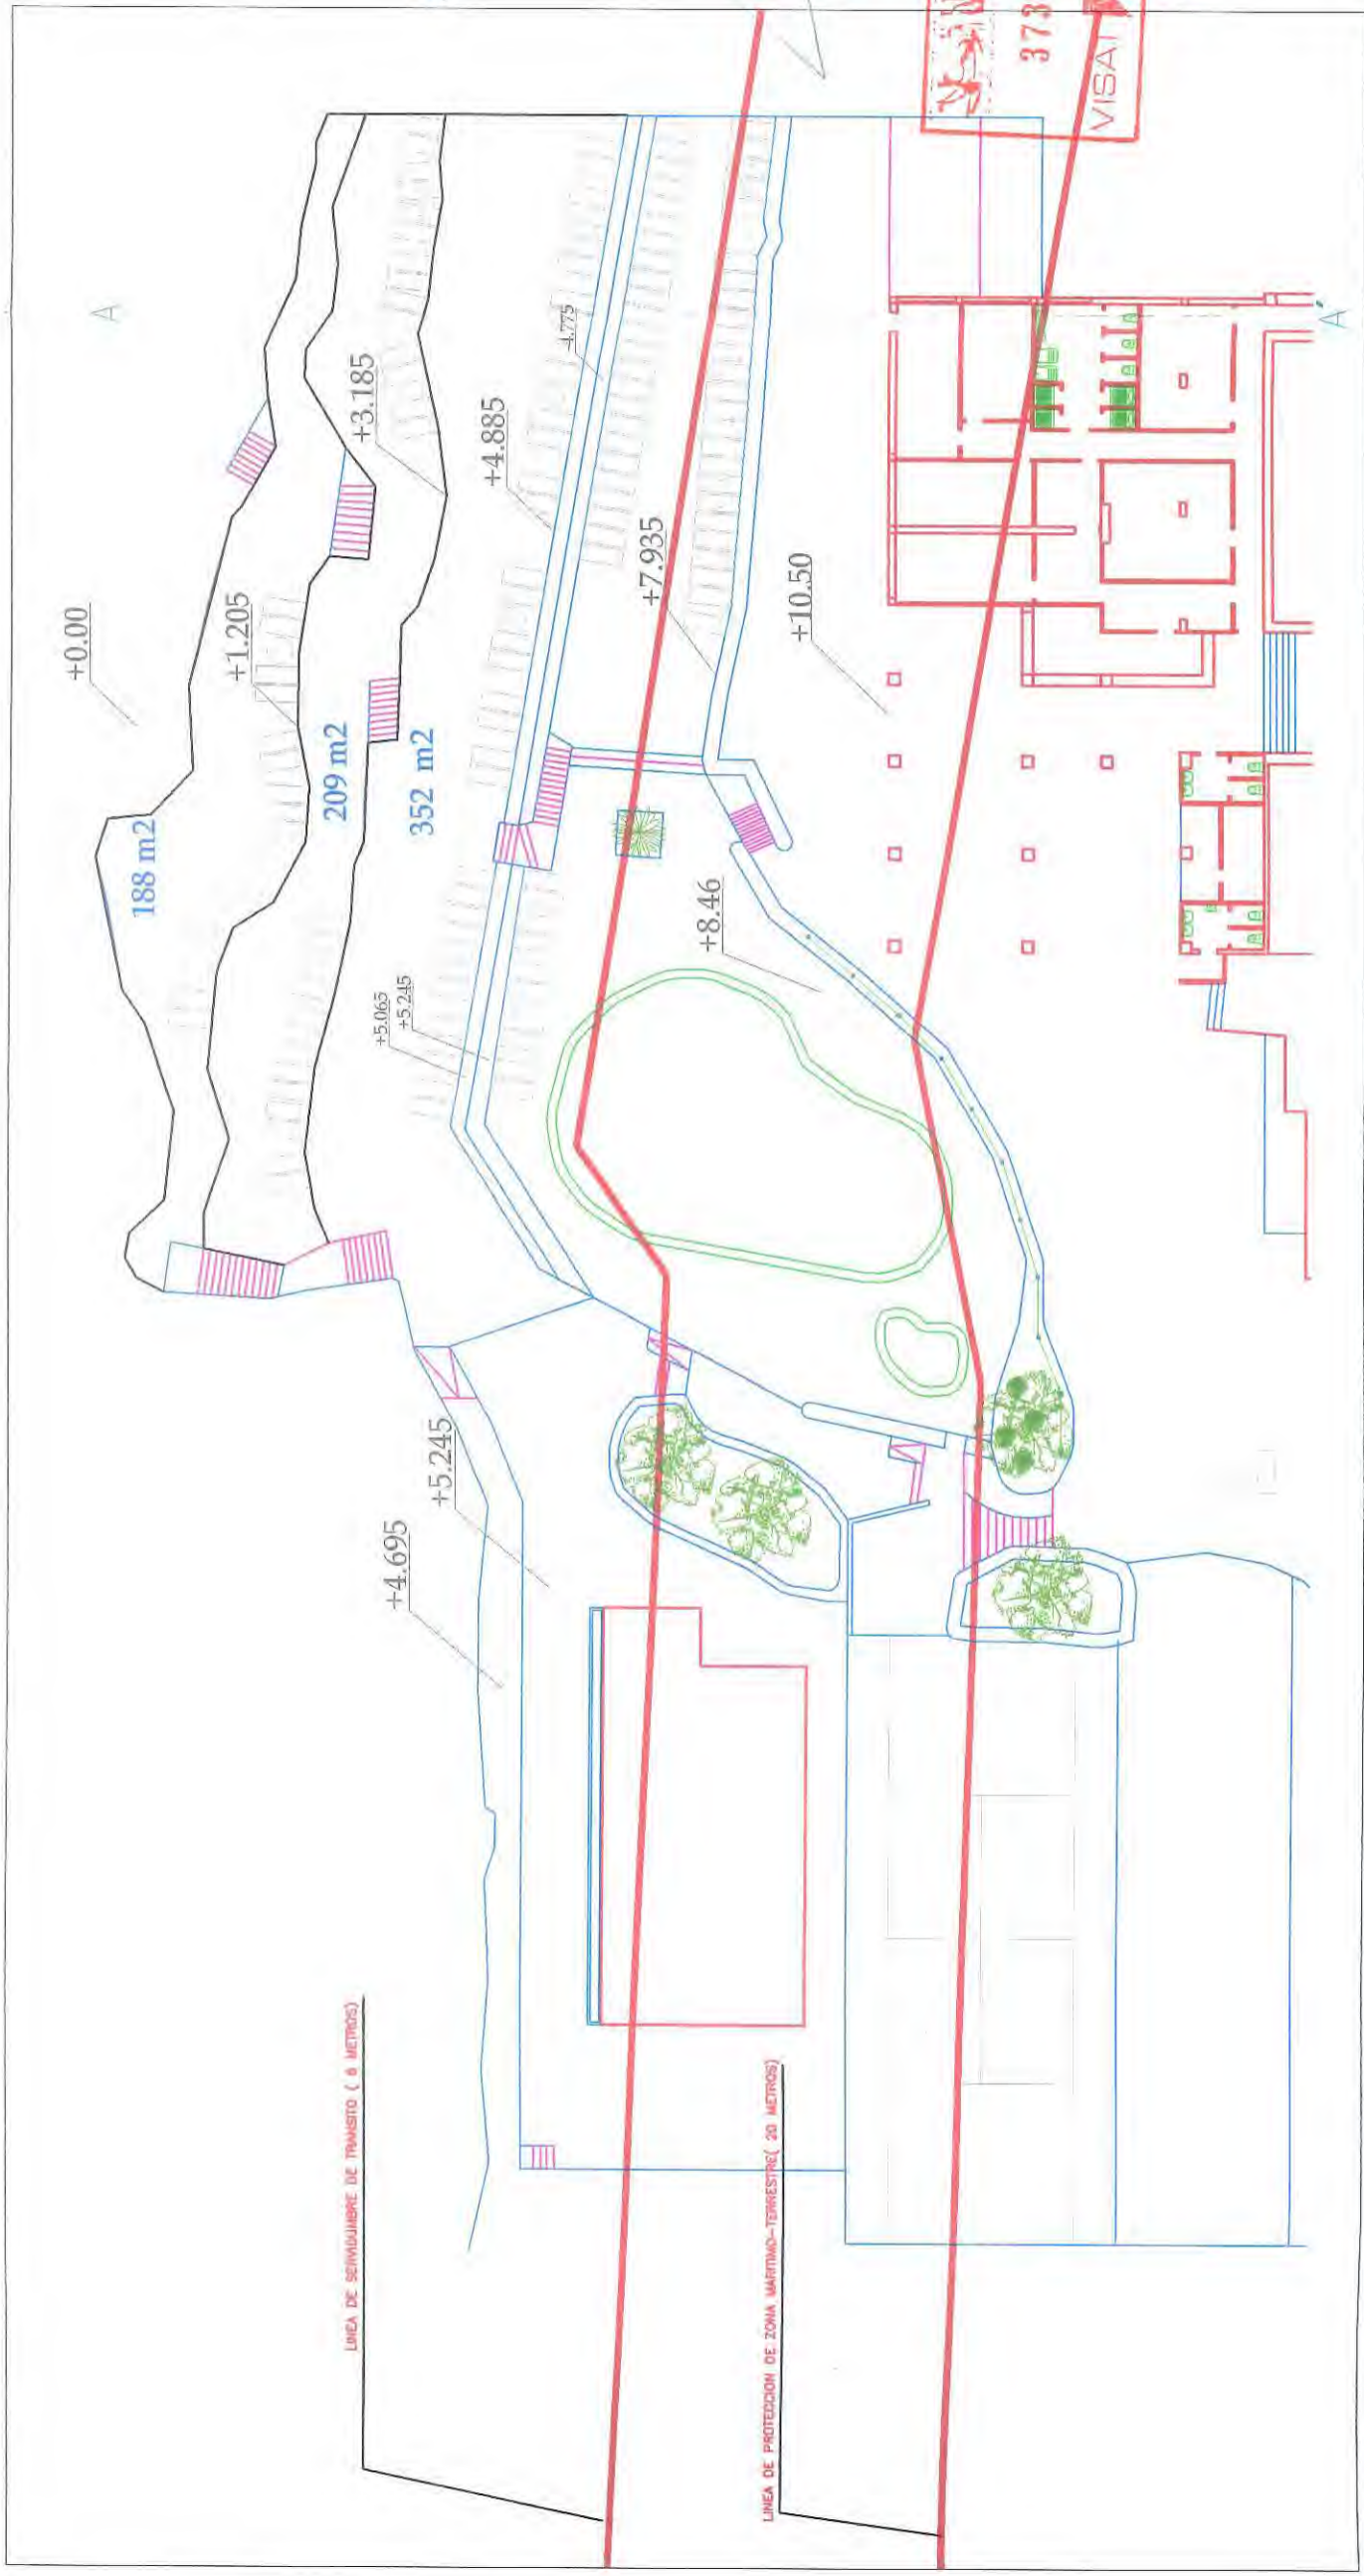 A
+0.00
188 m2
+1.205
209 m2
352 m2
+3.185
+4.885
4.775
+5.065
+5.245
+7.935
+8.46
+10.50
373
VISA
A
+5.245
+4.695
LINEA DE SERVIDUMBRE DE TRANSITO ( 6 METROS)
LINEA DE PROTECCION DE ZONA MARITIMO-TERRESTRE( 20 METROS)